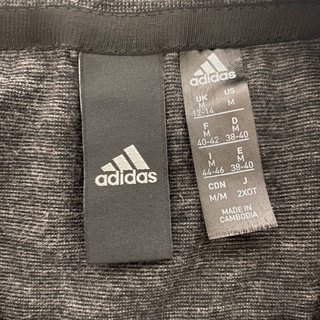 adidas
adidas
UK US
M M
12-14
F D
M M
40-42 38-40
I E
M M
44-46 38-40
CDN J
M/M 2XOT
MADE IN
CAMBODIA